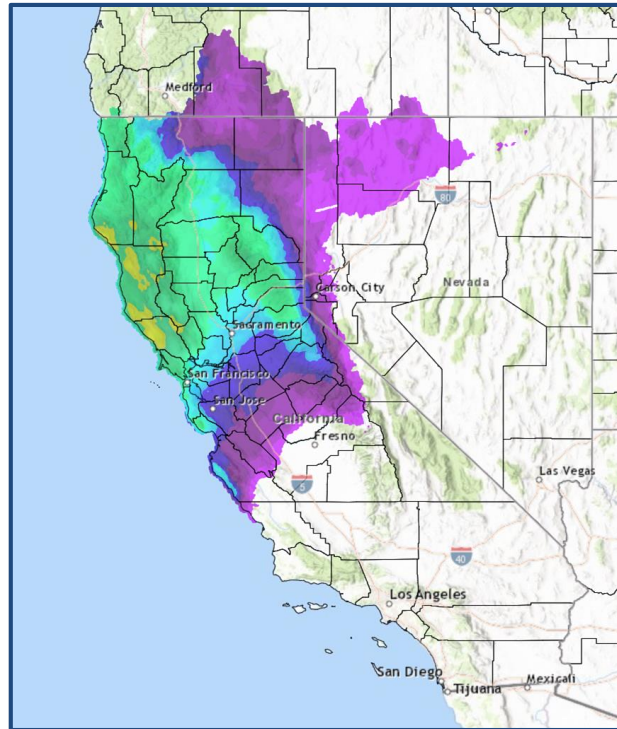 Medford
80
Nevada
Carson City
Sacramento
San Francisco
San Jose
California
Fresno
5
Las Vegas
40
Los Angeles
San Diego
Tijuana
Mexicali